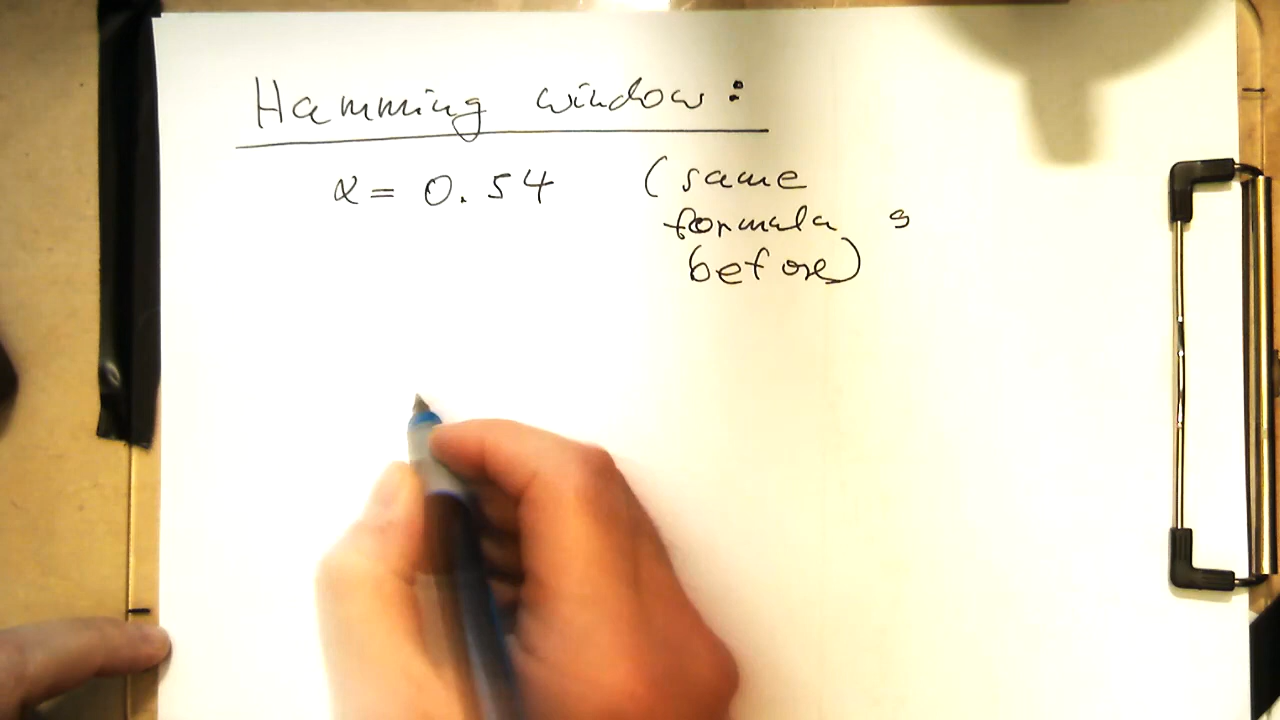 Hamming window:
α = 0.54 (same
formula s
before)